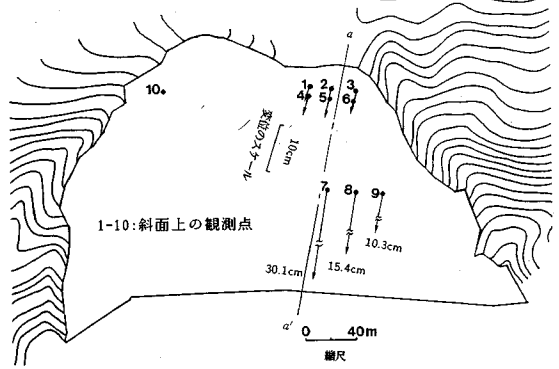 a
10
1 2 3
4 5 6
変位のスケール
10cm
7 8 9
1-10:斜面上の観測点
10.3cm
15.4cm
30.1cm
a'
0 40m
縮尺